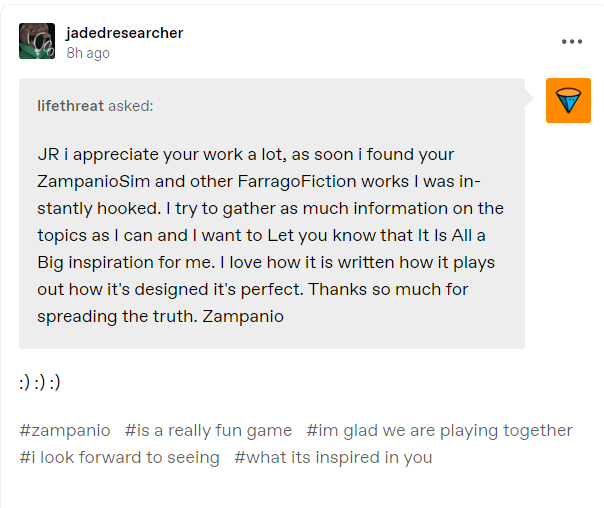 jadedresearcher
8h ago
lifethreat asked:
JR i appreciate your work a lot, as soon i found your
ZampanioSim and other FarragoFiction works I was in-
stantly hooked. I try to gather as much information on the
topics as I can and I want to Let you know that It Is All a
Big inspiration for me. I love how it is written how it plays
out how it's designed it's perfect. Thanks so much for
spreading the truth. Zampanio
:) :) :)
#zampanio #is a really fun game #im glad we are playing together
#i look forward to seeing #what its inspired in you